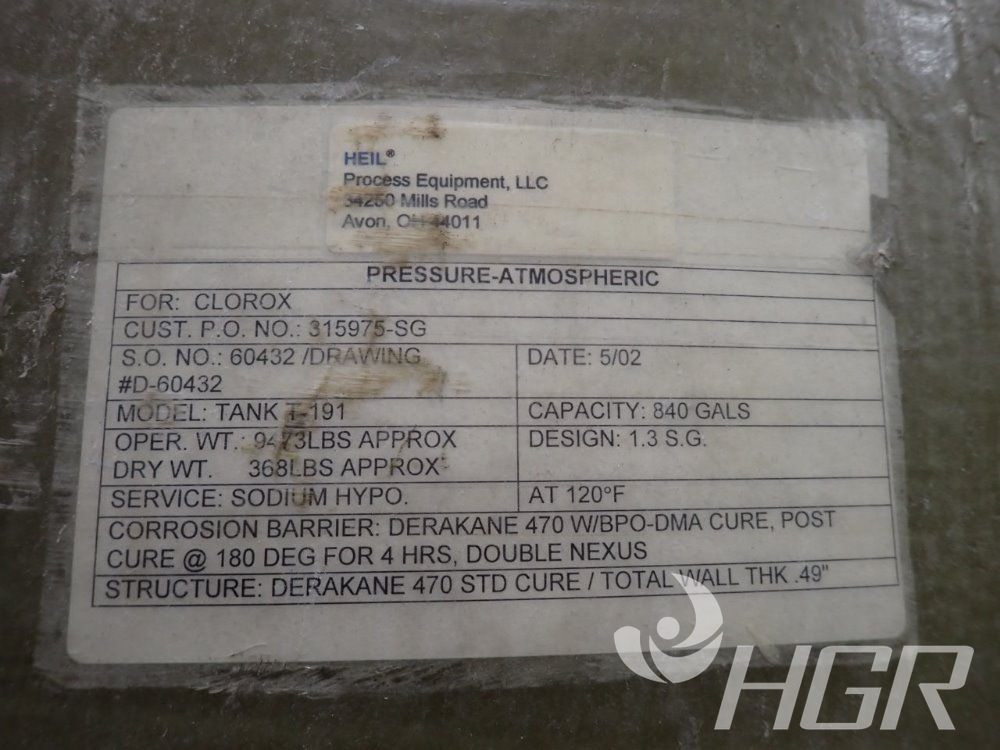 HEIL®
Process Equipment, LLC
34250 Mills Road
Avon, OH 44011
PRESSURE-ATMOSPHERIC
FOR: CLOROX
CUST. P.O. NO.: 315975-SG
S.O. NO.: 60432 /DRAWING
#D-60432
DATE: 5/02
MODEL: TANK T-191
CAPACITY: 840 GALS
OPER. WT.: 9473LBS APPROX
DRY WT. 368LBS APPROX
DESIGN: 1.3 S.G.
SERVICE: SODIUM HYPO.
AT 120°F
CORROSION BARRIER: DERAKANE 470 W/BPO-DMA CURE, POST
CURE @ 180 DEG FOR 4 HRS, DOUBLE NEXUS
STRUCTURE: DERAKANE 470 STD CURE / TOTAL WALL THK .49"
HGR